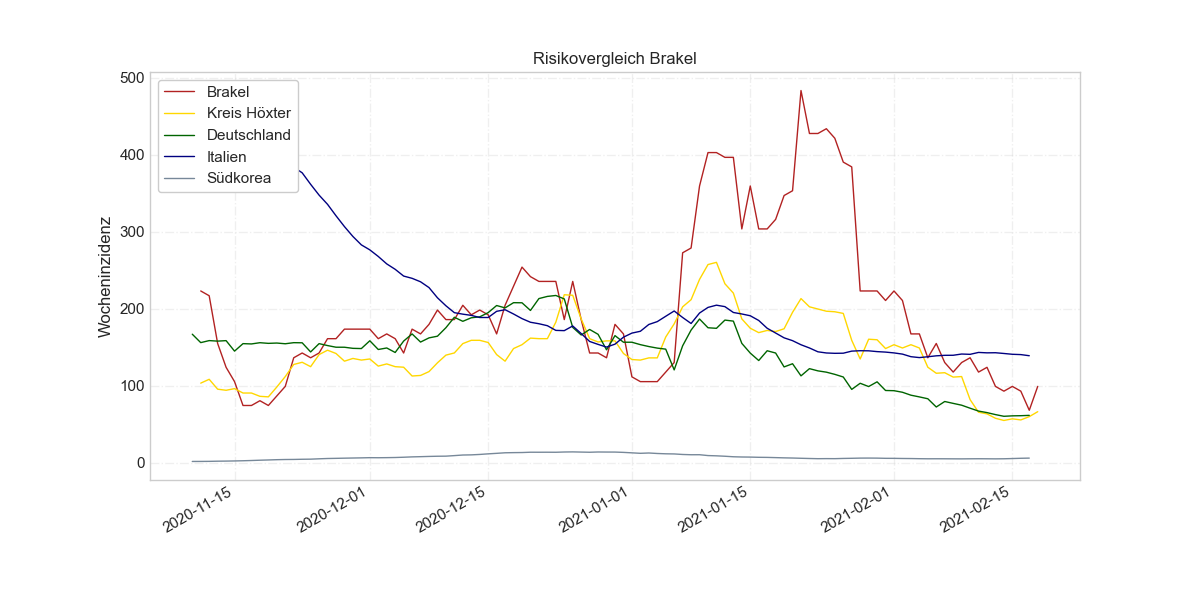 Risikovergleich Brakel
Wocheninzidenz
500
400
300
200
100
0
Brakel
Kreis Höxter
Deutschland
Italien
Südkorea
2020-11-15
2020-12-01
2020-12-15
2021-01-01
2021-01-15
2021-02-01
2021-02-15